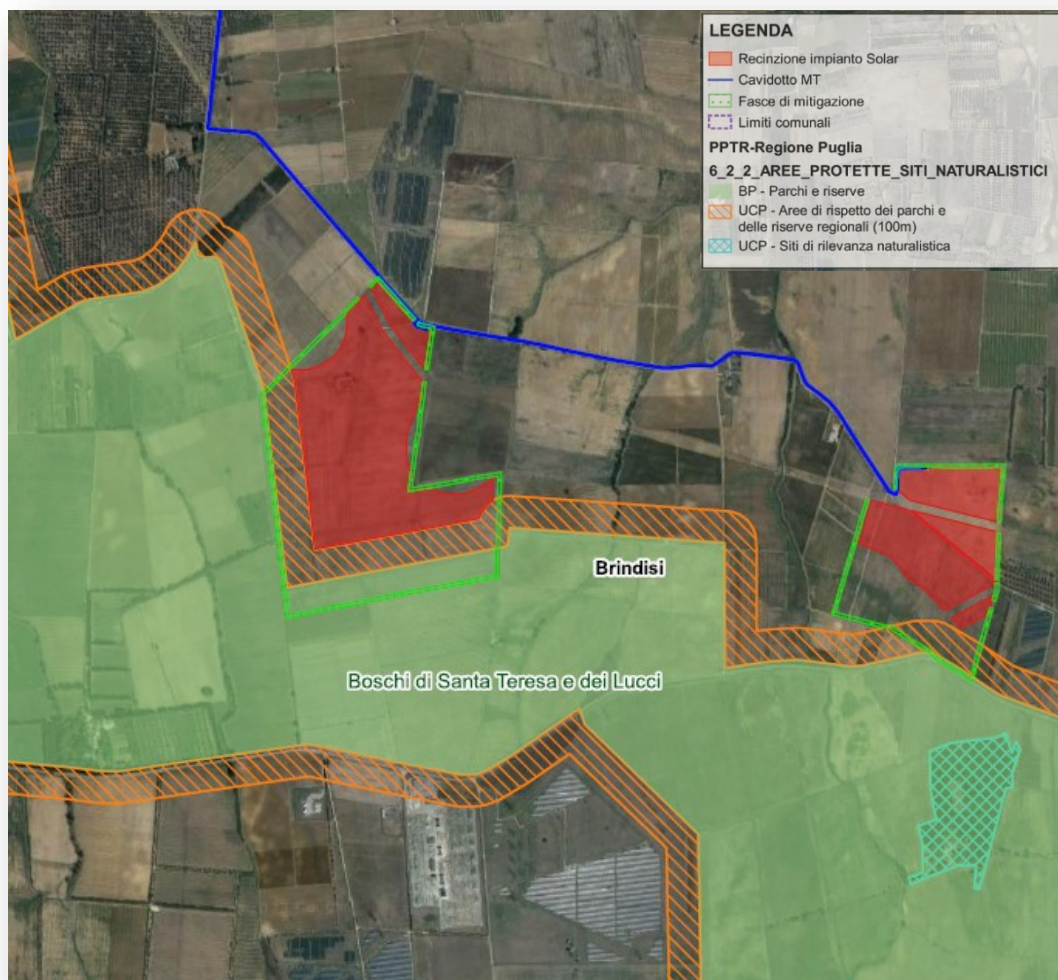 LEGENDA
Recinzione impianto Solar
Cavidotto MT
Fasce di mitigazione
Limiti comunali
PPTR-Regione Puglia
6_2_2_AREE_PROTETTE_SITI_NATURALISTICI
BP - Parchi e riserve
UCP - Aree di rispetto dei parchi e
delle riserve regionali (100m)
UCP - Siti di rilevanza naturalistica
Brindisi
Boschi di Santa Teresa e dei Lucci